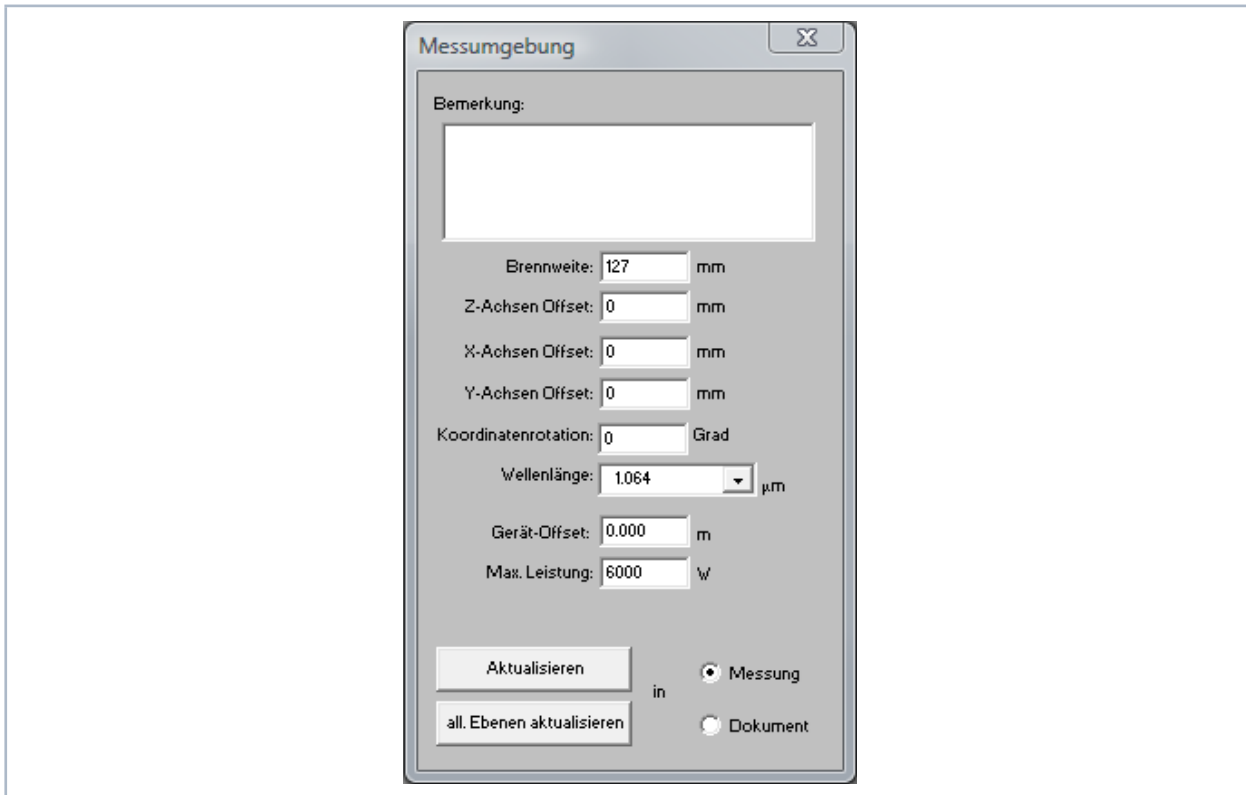 Messumgebung
Bemerkung:
Brennweite: 127 mm
Z-Achsen Offset: 0 mm
X-Achsen Offset: 0 mm
Y-Achsen Offset: 0 mm
Koordinatenrotation: 0 Grad
Wellenlänge: 1.064 µm
Gerät-Offset: 0.000 m
Max. Leistung: 6000 W
Aktualisieren
in
Messung
all. Ebenen aktualisieren
Dokument